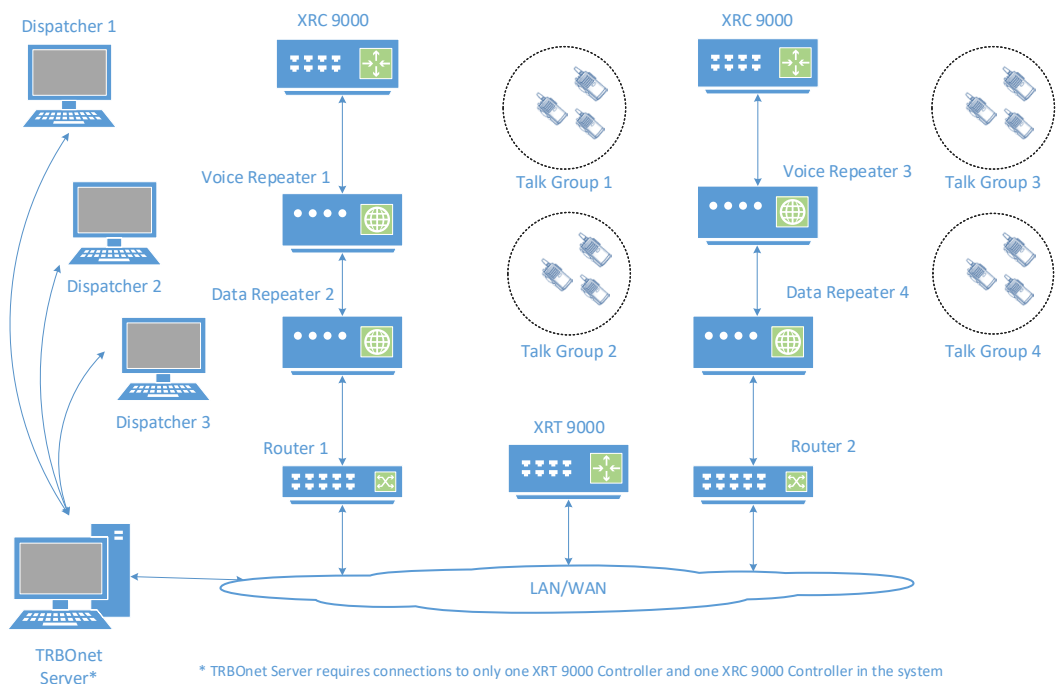 Dispatcher 1
XRC 9000
XRC 9000
Voice Repeater 1
Talk Group 1
Voice Repeater 3
Talk Group 3
Dispatcher 2
Data Repeater 2
Talk Group 2
Data Repeater 4
Talk Group 4
Dispatcher 3
Router 1
XRT 9000
Router 2
LAN/WAN
TRBOnet
Server*
* TRBOnet Server requires connections to only one XRT 9000 Controller and one XRC 9000 Controller in the system